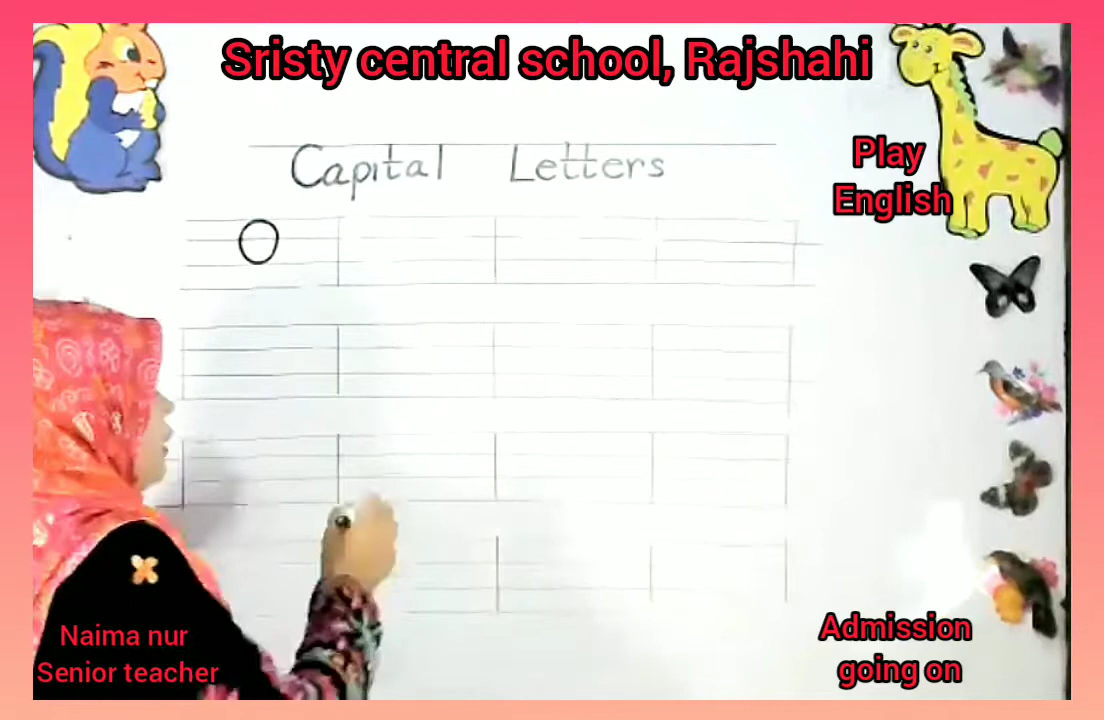 Sristy central school, Rajshahi
Capital Letters
Play
English
O
Naima nur
Senior teacher
Admission
going on